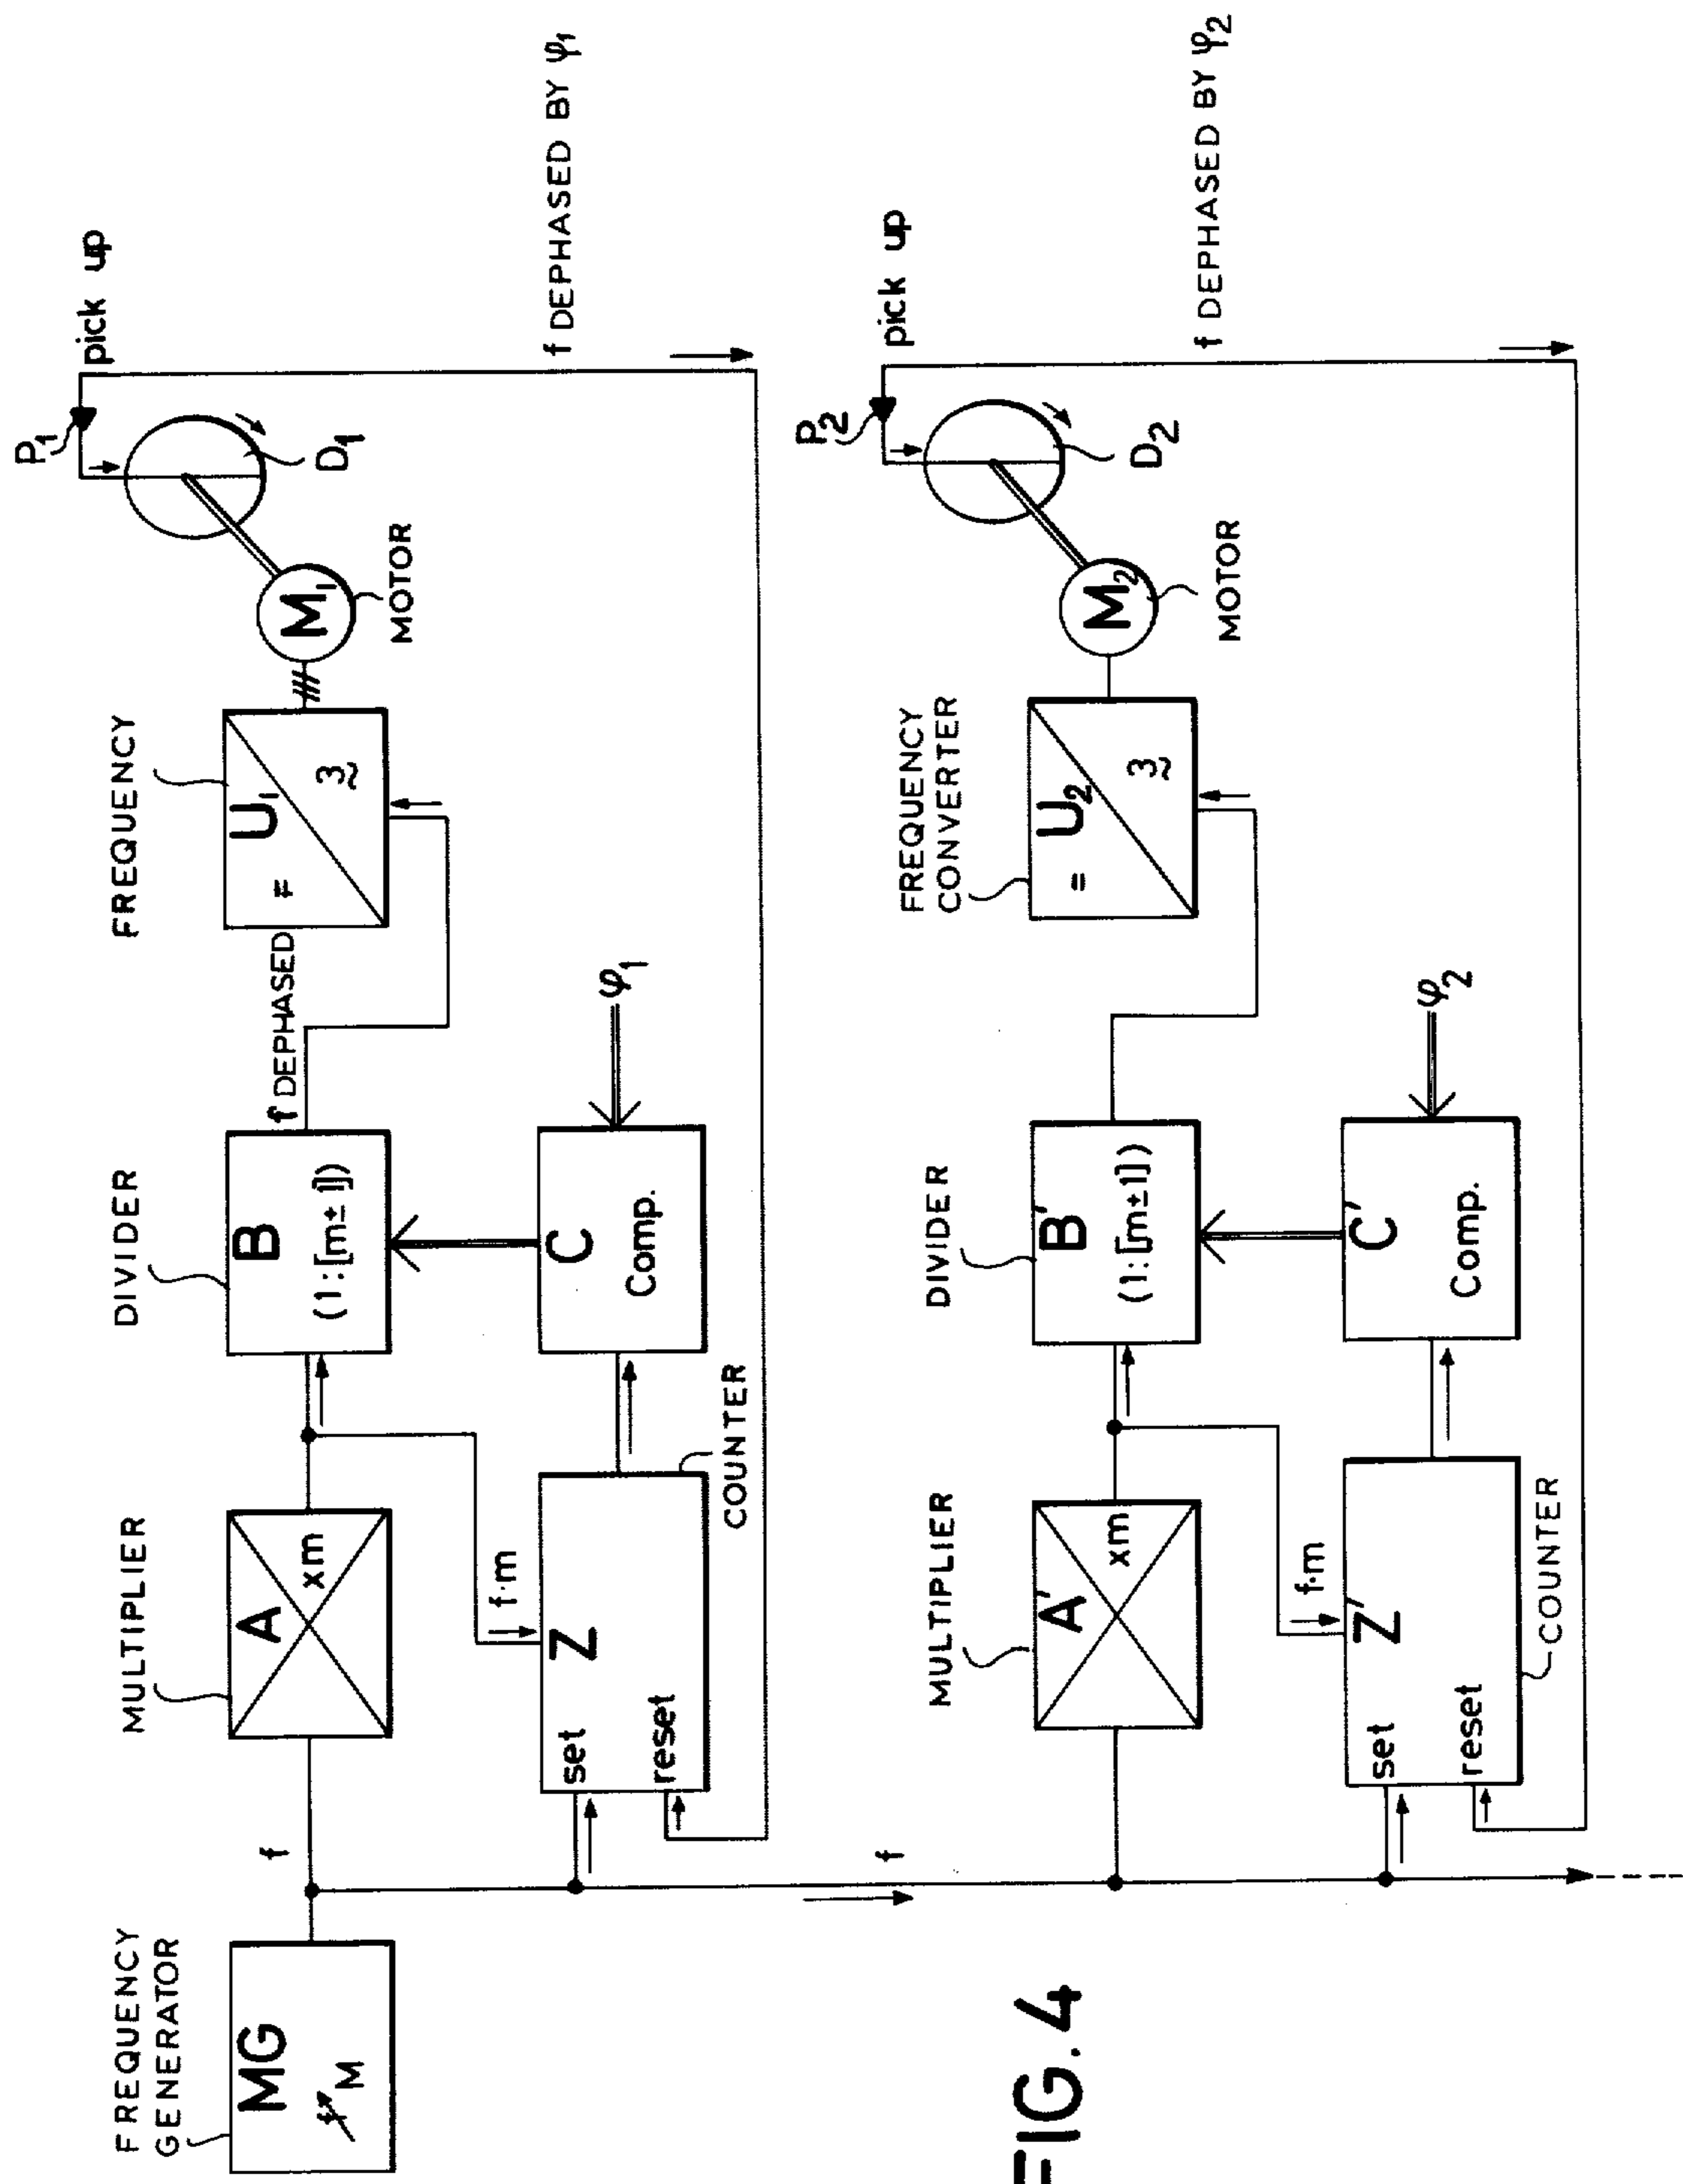 FREQUENCY
GENERATOR
MG
f M
f
MULTIPLIER
A
xm
f·m
set
Z
reset
COUNTER
DIVIDER
B
(1:[m±1])
C
Comp.
φ1
f DEPHASED
FREQUENCY
U1
=
3~
M1
MOTOR
P1
pick up
D1
f DEPHASED BY φ1
f
MULTIPLIER
A'
xm
f·m
set
Z'
reset
COUNTER
DIVIDER
B'
(1:[m±1])
C'
Comp.
φ2
FREQUENCY
CONVERTER
U2
=
3~
M2
MOTOR
P2
pick up
D2
f DEPHASED BY φ2
FIG. 4